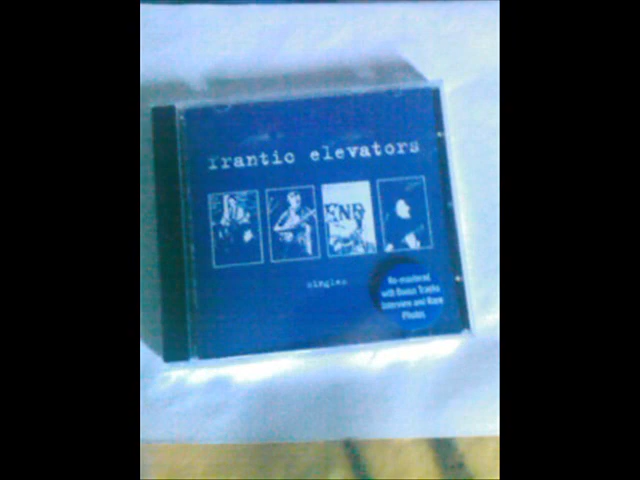 frantic elevators
singles
Re-mastered
with Bonus Tracks
Interview and Rare
Photos